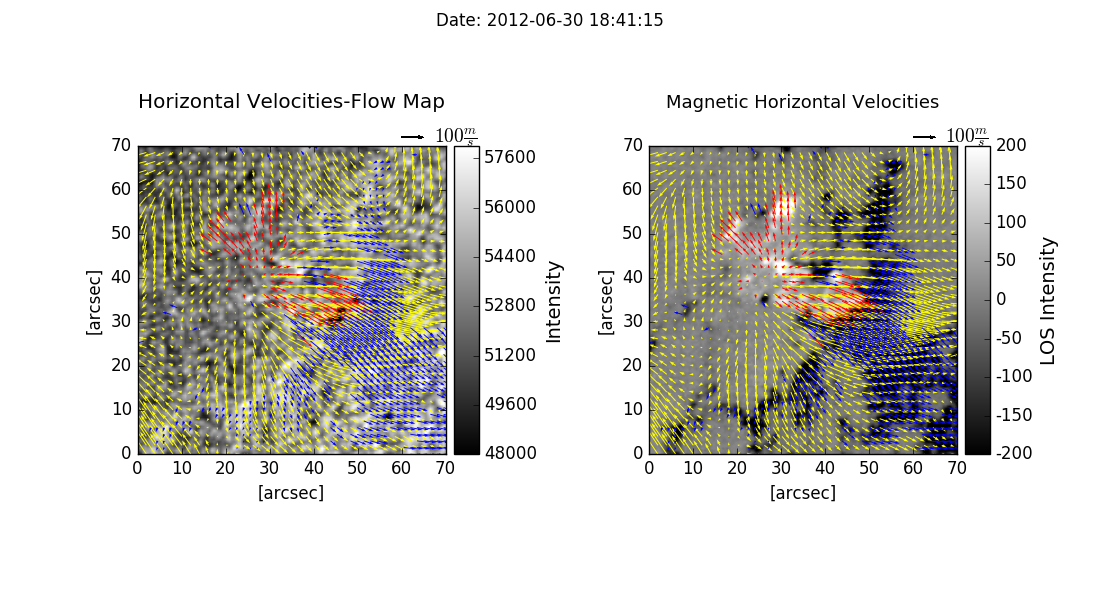 Date: 2012-06-30 18:41:15
Horizontal Velocities-Flow Map
100 m/s
70
60
50
40
30
20
10
0
[arcsec]
0 10 20 30 40 50 60 70
[arcsec]
57600
56000
54400
52800
51200
49600
48000
Intensity
Magnetic Horizontal Velocities
100 m/s
70
60
50
40
30
20
10
0
[arcsec]
0 10 20 30 40 50 60 70
[arcsec]
200
150
100
50
0
-50
-100
-150
-200
LOS Intensity